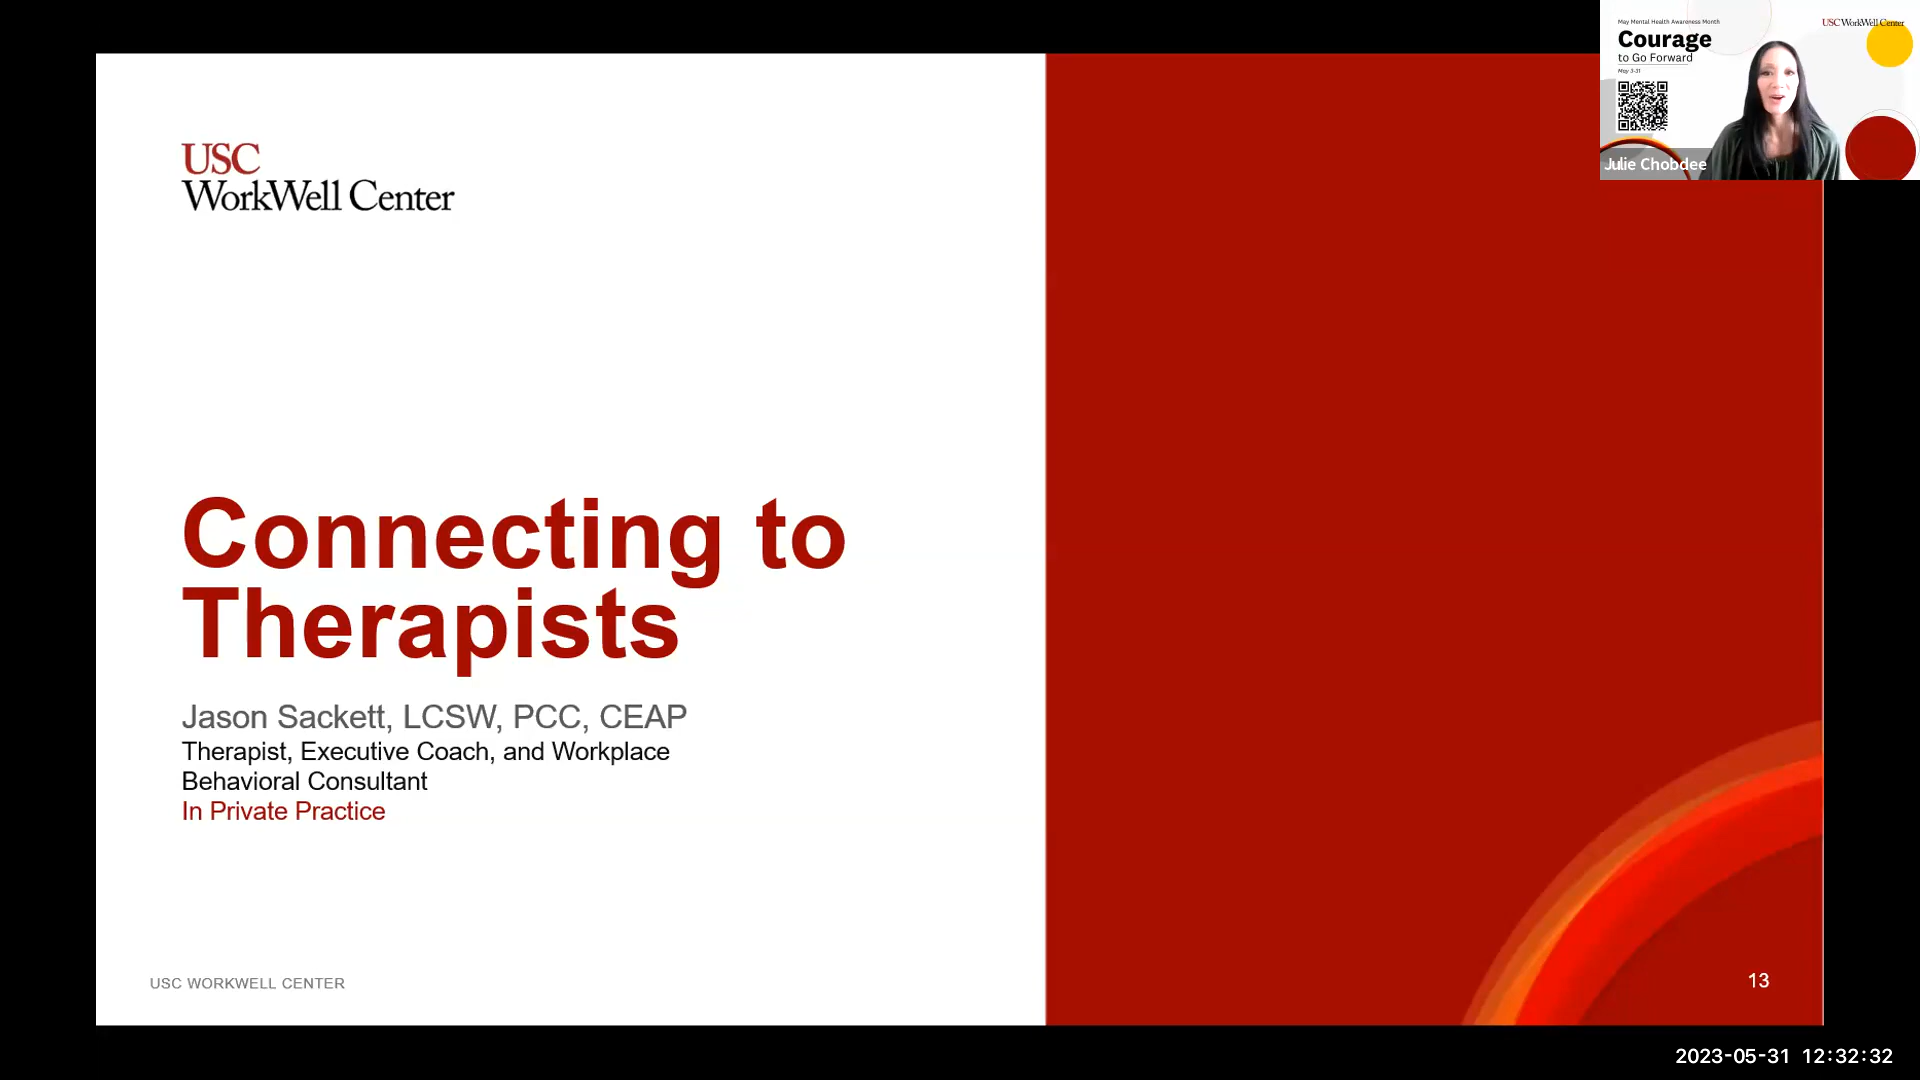 USC
WorkWell Center
Connecting to
Therapists
Jason Sackett, LCSW, PCC, CEAP
Therapist, Executive Coach, and Workplace
Behavioral Consultant
In Private Practice
USC WORKWELL CENTER
13
May Mental Health Awareness Month
USC WorkWell Center
Courage
to Go Forward
May 3-31
Julie Chobdee
2023-05-31 12:32:32